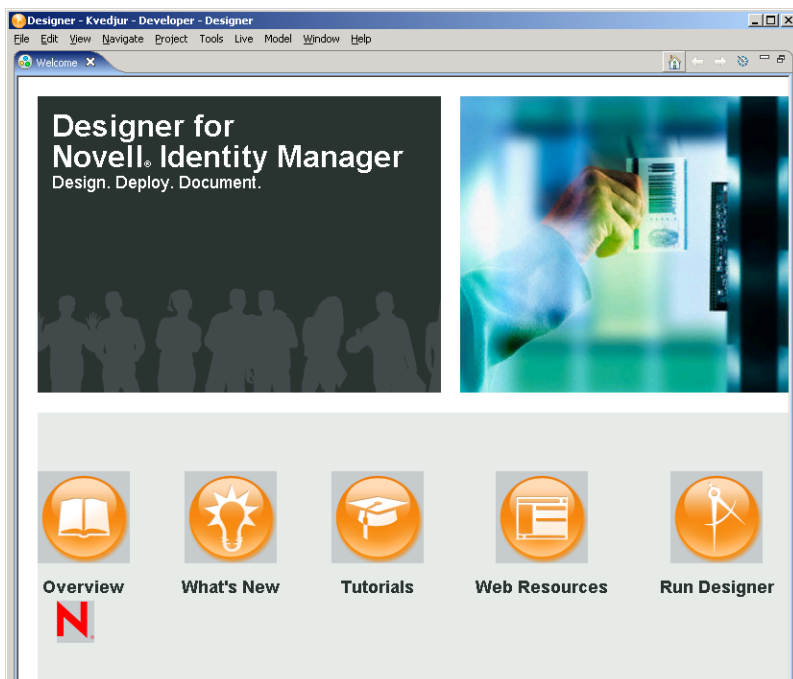 Designer - Kvedjur - Developer - Designer
File Edit View Navigate Project Tools Live Model Window Help
Welcome
Designer for
Novell® Identity Manager
Design. Deploy. Document.
Overview What's New Tutorials Web Resources Run Designer
N